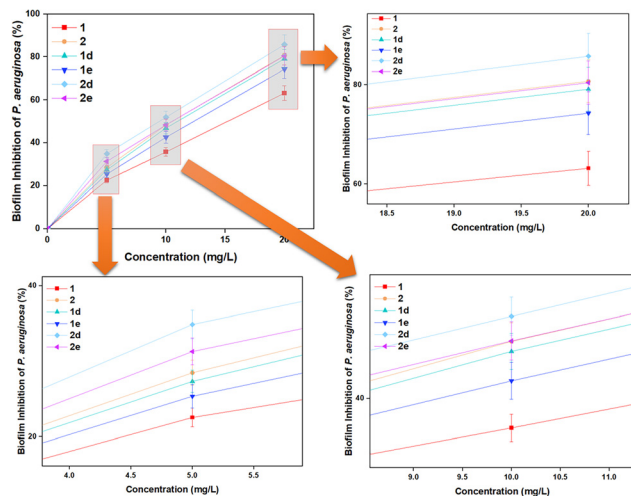 Biofilm Inhibition of P. aeruginosa (%)
100
80
60
40
20
0
1
2
1d
1e
2d
2e
0
5
10
20
Concentration (mg/L)
Biofilm Inhibition of P. aeruginosa (%)
80
60
1
2
1d
1e
2d
2e
18.5
19.0
19.5
20.0
Concentration (mg/L)
Biofilm Inhibition of P. aeruginosa (%)
40
20
1
2
1d
1e
2d
2e
4.0
4.5
5.0
5.5
Concentration (mg/L)
Biofilm Inhibition of P. aeruginosa (%)
40
1
2
1d
1e
2d
2e
9.0
9.5
10.0
10.5
11.0
Concentration (mg/L)